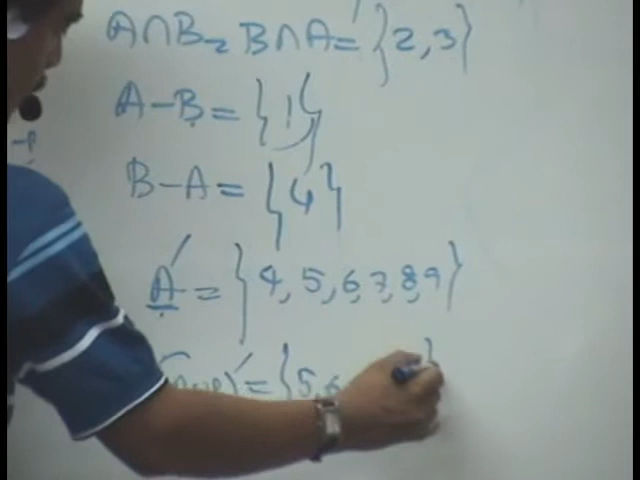 A∩B = B∩A = {2,3}
A-B = {1}
B-A = {4}
A' = {4, 5, 6, 7, 8, 9}
)' = {5,6